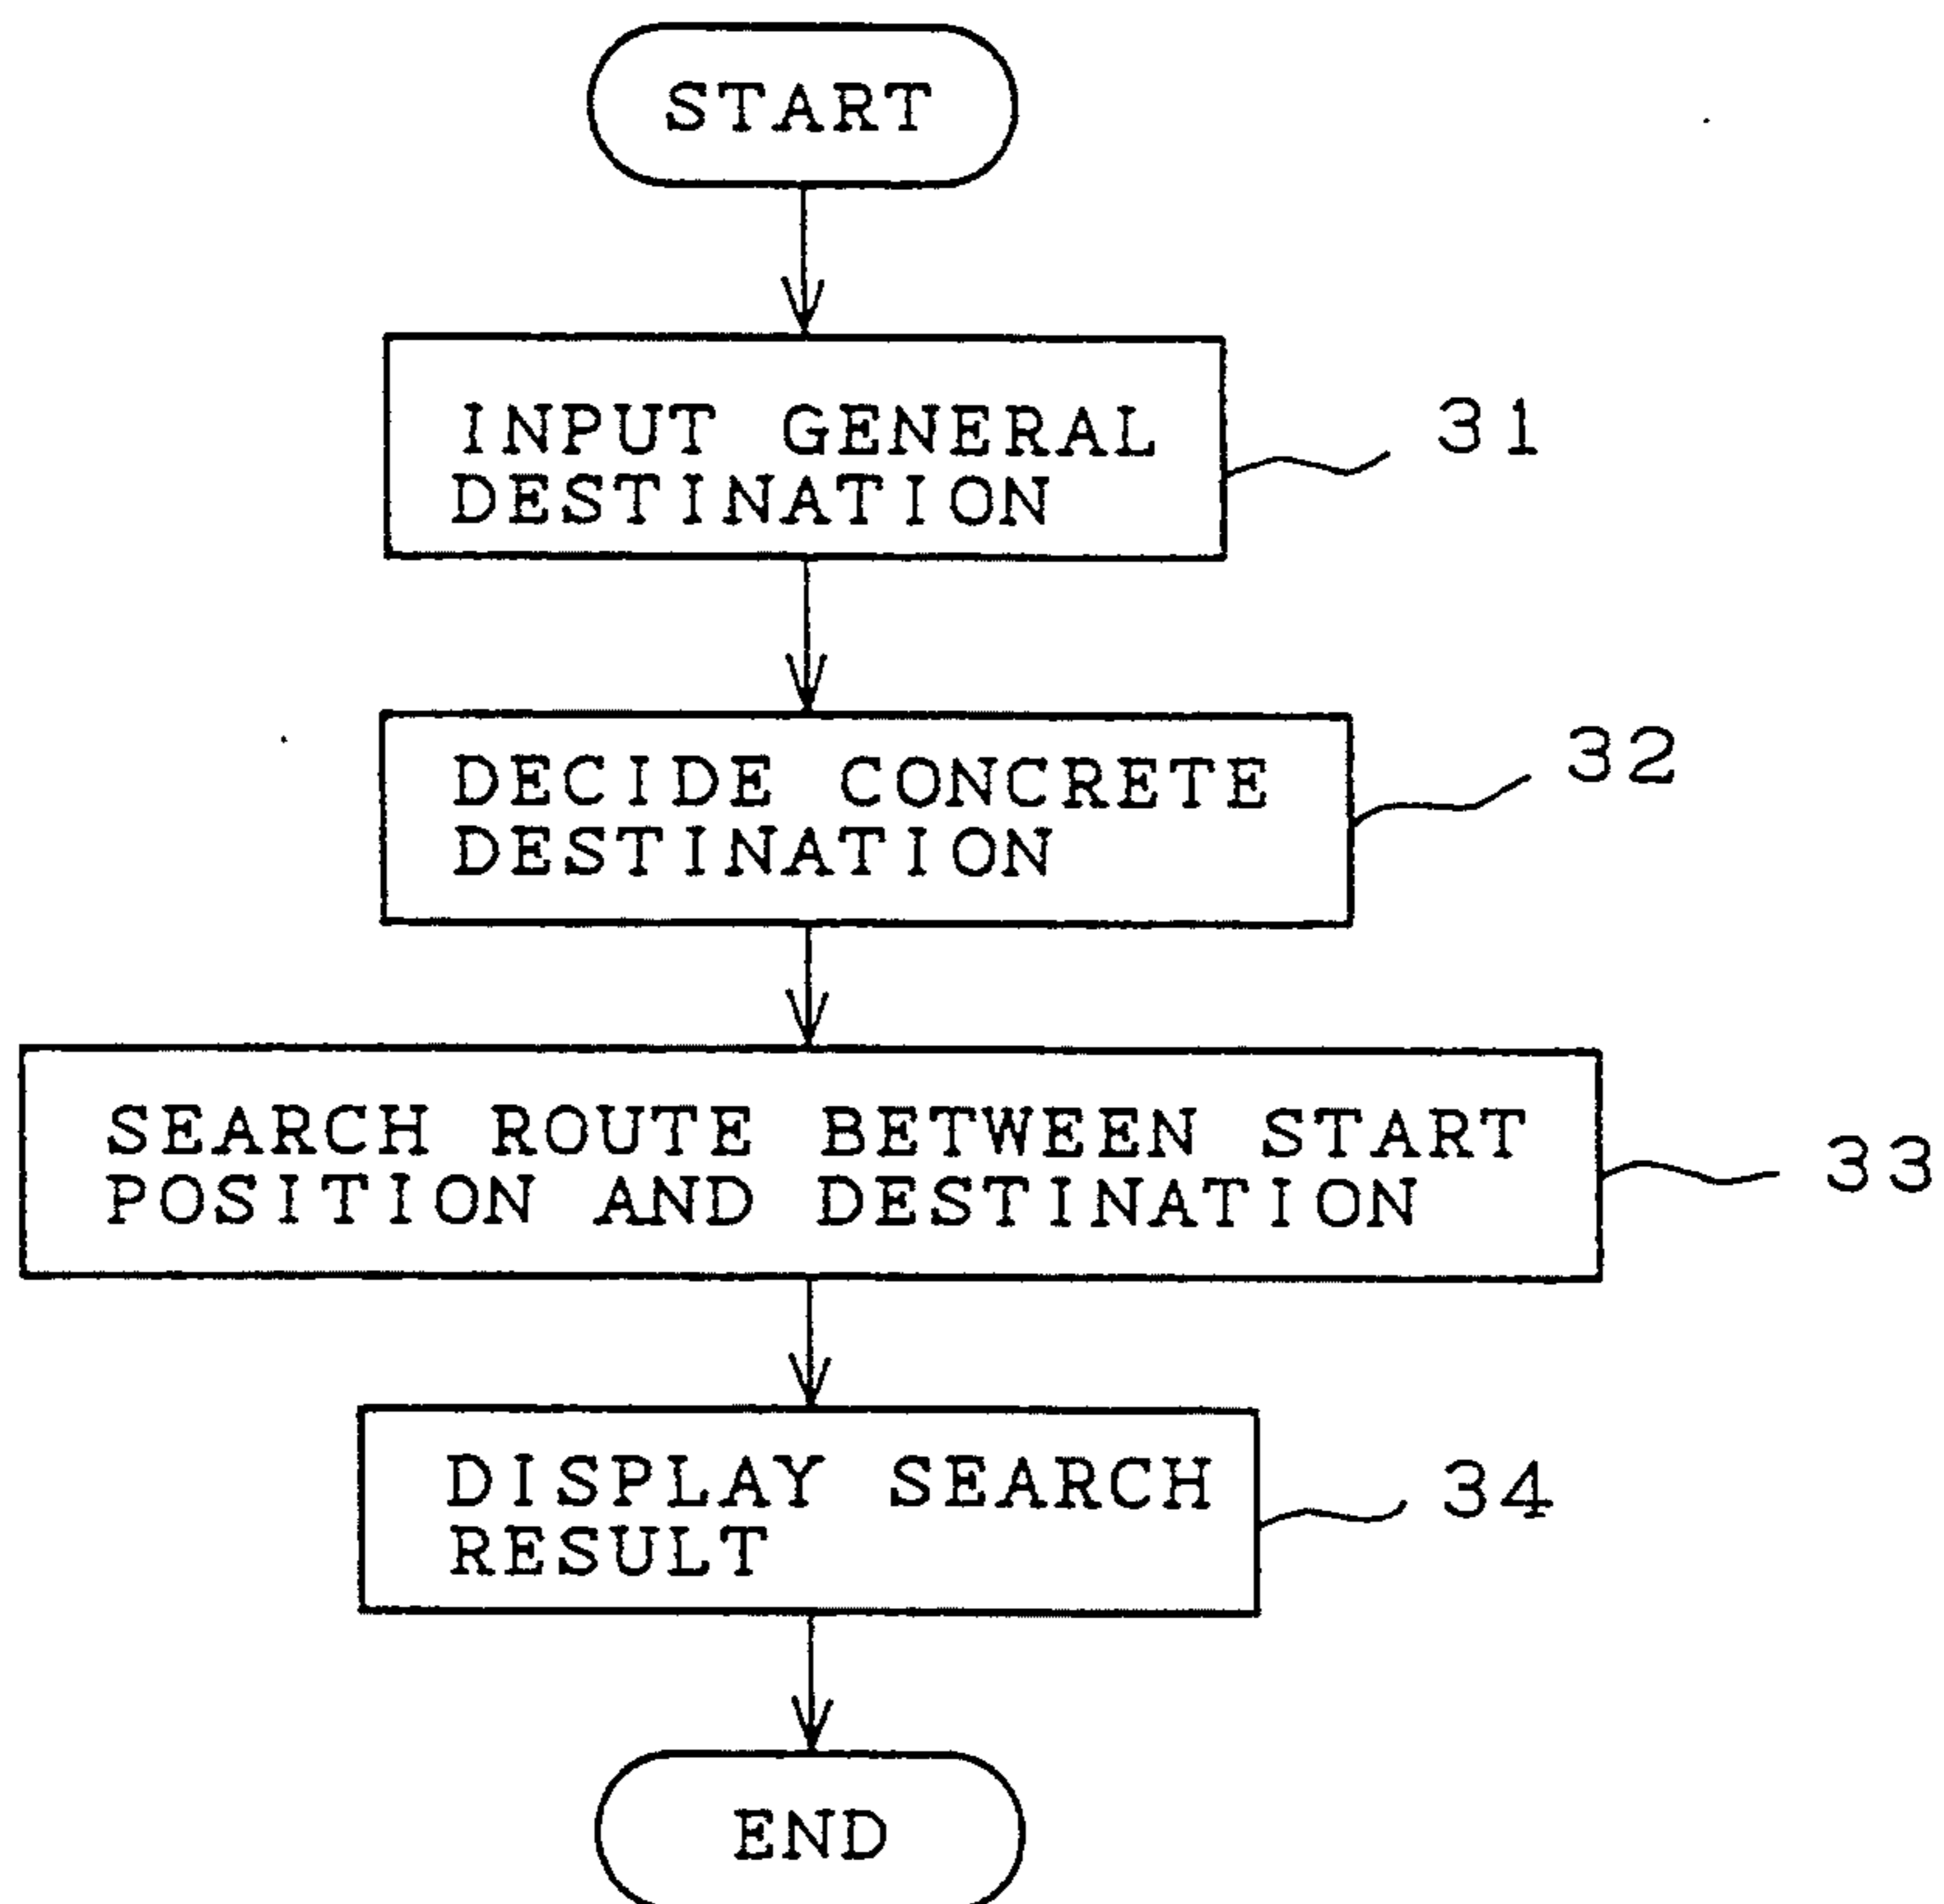 START
INPUT GENERAL
DESTINATION
31
DECIDE CONCRETE
DESTINATION
32
SEARCH ROUTE BETWEEN START
POSITION AND DESTINATION
33
DISPLAY SEARCH
RESULT
34
END